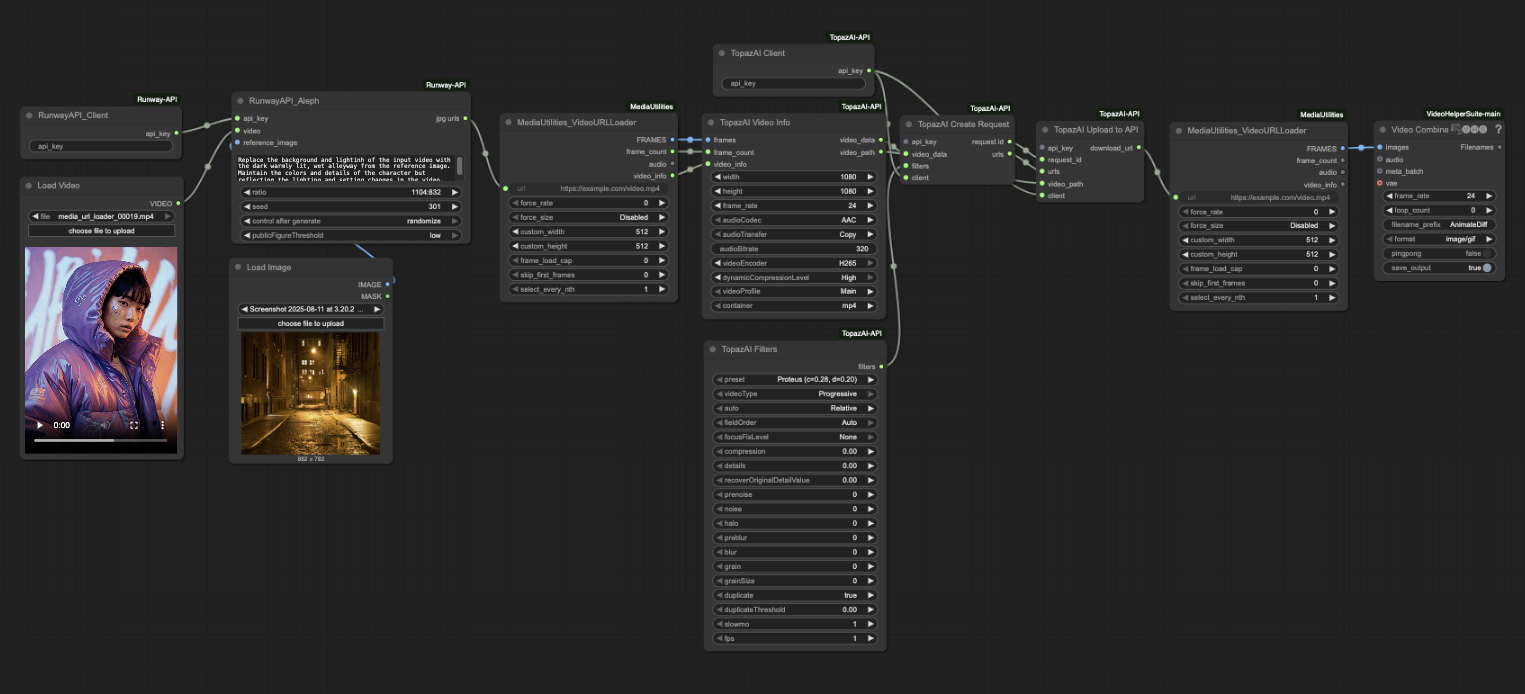 Runway-API
RunwayAPI_Client
api_key
api_key
Load Video
VIDEO
file media_url_loader_00019.mp4
choose file to upload
0:00
Runway-API
RunwayAPI_Aleph
api_key jpg urls
video
reference_image
Replace the background and lightinh of the input video with
the dark warmly lit, wet alleyway from the reference image.
Maintain the colors and details of the character but
reflecting the lighting and setting changes in the video.
ratio 1104:832
seed 301
control after generate randomize
publicFigureThreshold low
Load Image
IMAGE
MASK
Screenshot 2025-08-11 at 3.20.2 ...
choose file to upload
882 x 782
MediaUtilities
MediaUtilities_VideoURLLoader
FRAMES
frame_count
audio
video_info
url https://example.com/video.mp4
force_rate 0
force_size Disabled
custom_width 512
custom_height 512
frame_load_cap 0
skip_first_frames 0
select_every_nth 1
TopazAI-API
TopazAI Client
api_key
api_key
TopazAI-API
TopazAI Video Info
frames video_data
frame_count video_path
video_info
width 1080
height 1080
frame_rate 24
audioCodec AAC
audioTransfer Copy
audioBitrate 320
videoEncoder H265
dynamicCompressionLevel High
videoProfile Main
container mp4
TopazAI-API
TopazAI Filters
filters
preset Proteus (c=0.28, d=0.20)
videoType Progressive
auto Relative
fieldOrder Auto
focusFixLevel None
compression 0.00
details 0.00
recoverOriginalDetailValue 0.00
prenoise 0
noise 0
halo 0
preblur 0
blur 0
grain 0
grainSize 0
duplicate true
duplicateThreshold 0.00
slowmo 1
fps 1
TopazAI-API
TopazAI Create Request
api_key request id
video_data urls
filters
client
TopazAI-API
TopazAI Upload to API
api_key download_url
request_id
urls
video_path
client
MediaUtilities
MediaUtilities_VideoURLLoader
FRAMES
frame_count
audio
video_info
url https://example.com/video.mp4
force_rate 0
force_size Disabled
custom_width 512
custom_height 512
frame_load_cap 0
skip_first_frames 0
select_every_nth 1
VideoHelperSuite-main
Video Combine VHS ?
images Filenames
audio
meta_batch
vae
frame_rate 24
loop_count 0
filename_prefix AnimateDiff
format image/gif
pingpong false
save_output true